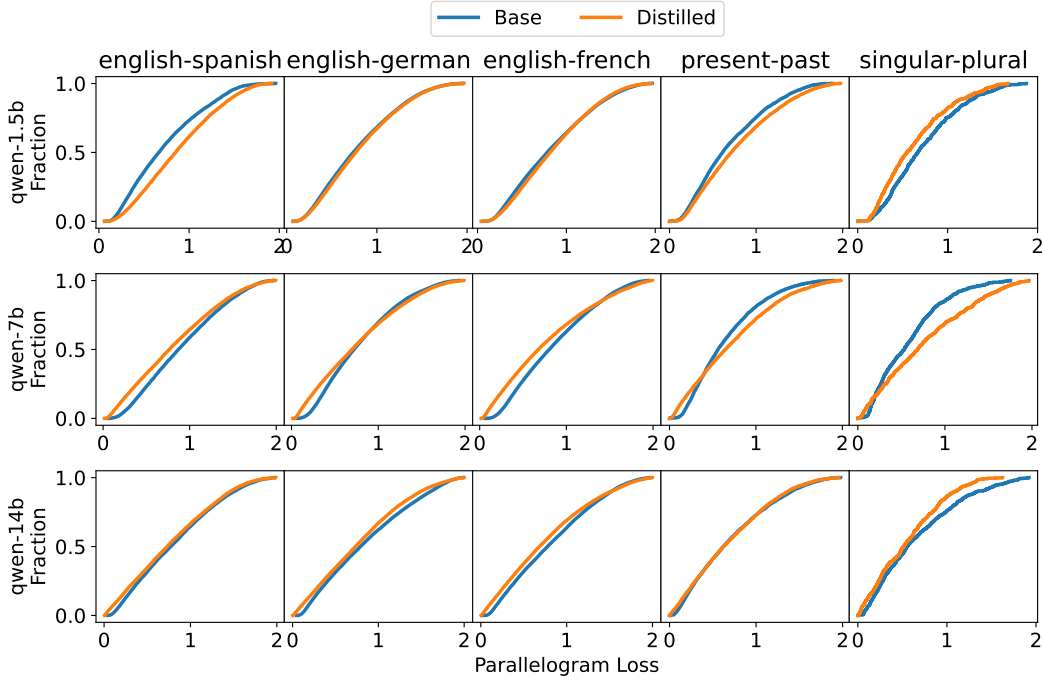 Base Distilled
english-spanish english-german english-french present-past singular-plural
qwen-1.5b
Fraction
1.0
0.5
0.0
0 1 2 0 1 2 0 1 2 0 1 2 0 1 2
qwen-7b
Fraction
1.0
0.5
0.0
0 1 2 0 1 2 0 1 2 0 1 2 0 1 2
qwen-14b
Fraction
1.0
0.5
0.0
0 1 2 0 1 2 0 1 2 0 1 2 0 1 2
Parallelogram Loss